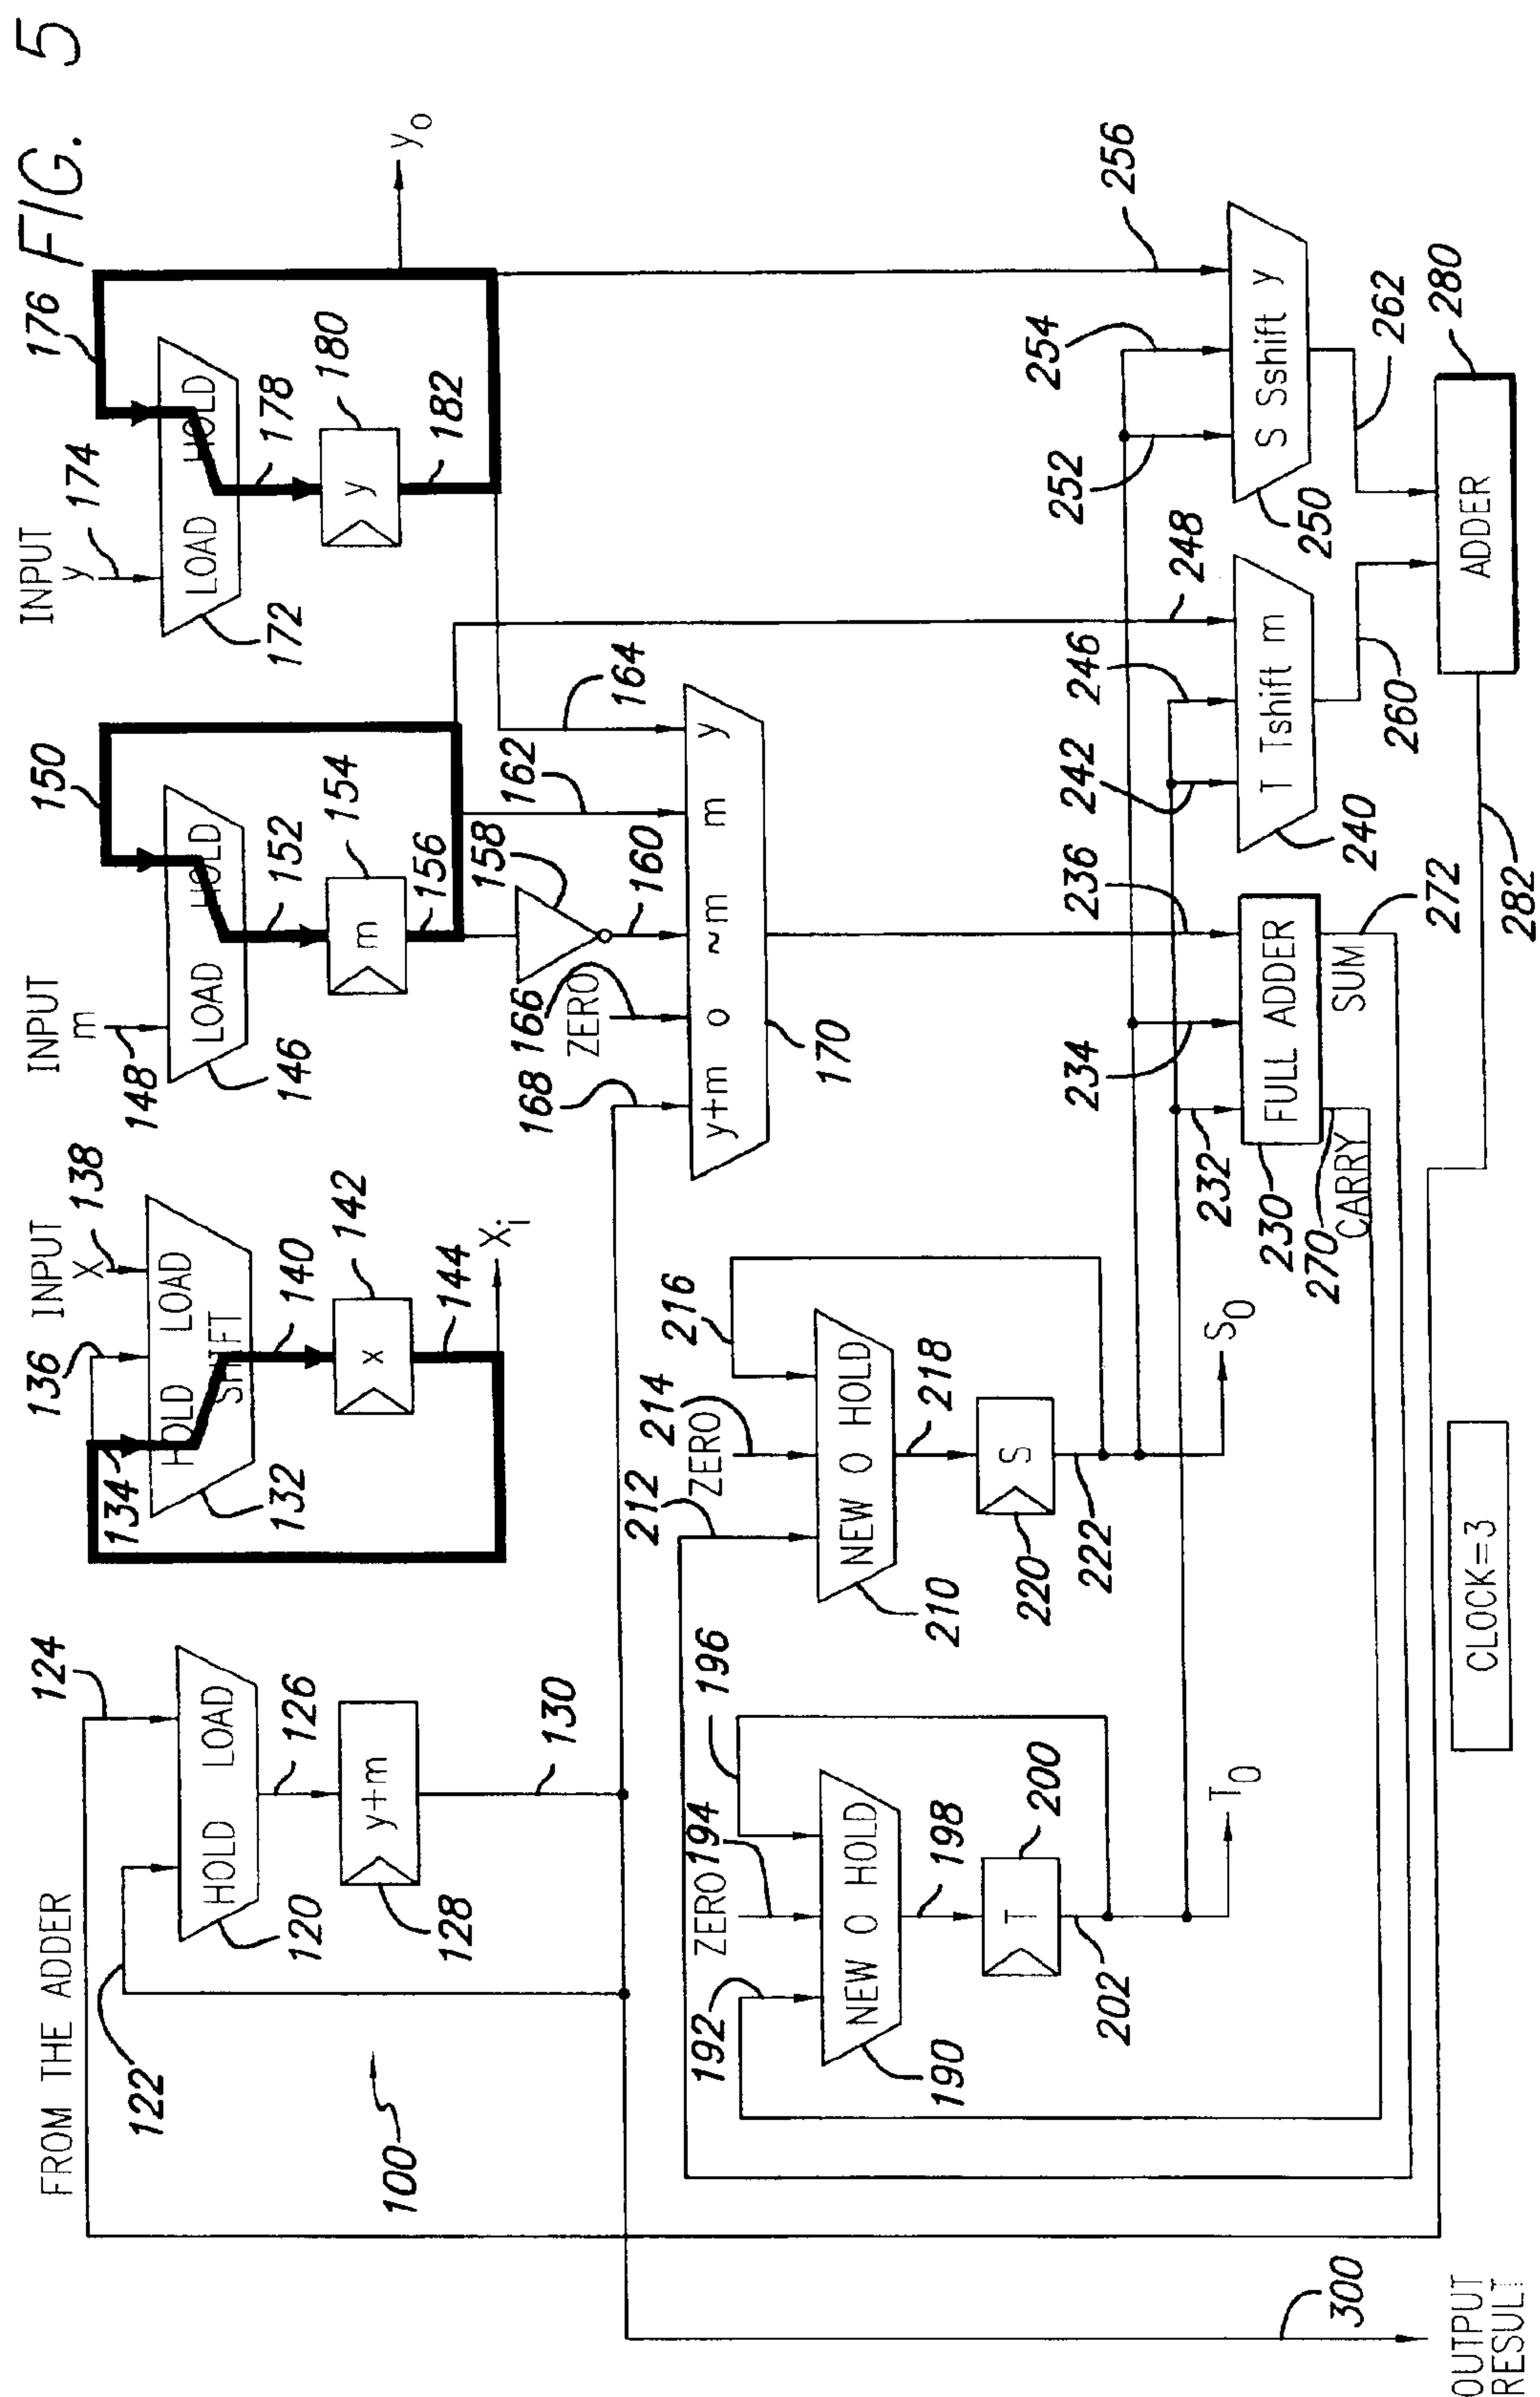 FIG. 5
FROM THE ADDER
122
124
HOLD LOAD
120
126
y+m
128
130
100
INPUT
X
134
136
138
HOLD LOAD
SHIFT
132
140
x
142
144
Xi
INPUT
m
148
150
LOAD HOLD
146
152
m
154
156
158
160
162
164
ZERO
166
168
y+m 0 ~m m y
170
INPUT
y
174
176
LOAD HOLD
172
178
y
180
182
yo
192
ZERO
194
196
NEW 0 HOLD
190
198
T
200
202
TO
212
ZERO
214
216
NEW 0 HOLD
210
218
S
220
222
SO
232
234
236
FULL ADDER
230
270
CARRY
SUM
272
242
246
248
T Tshift m
240
260
252
254
256
S Sshift y
250
262
ADDER
280
282
CLOCK=3
300
OUTPUT
RESULT